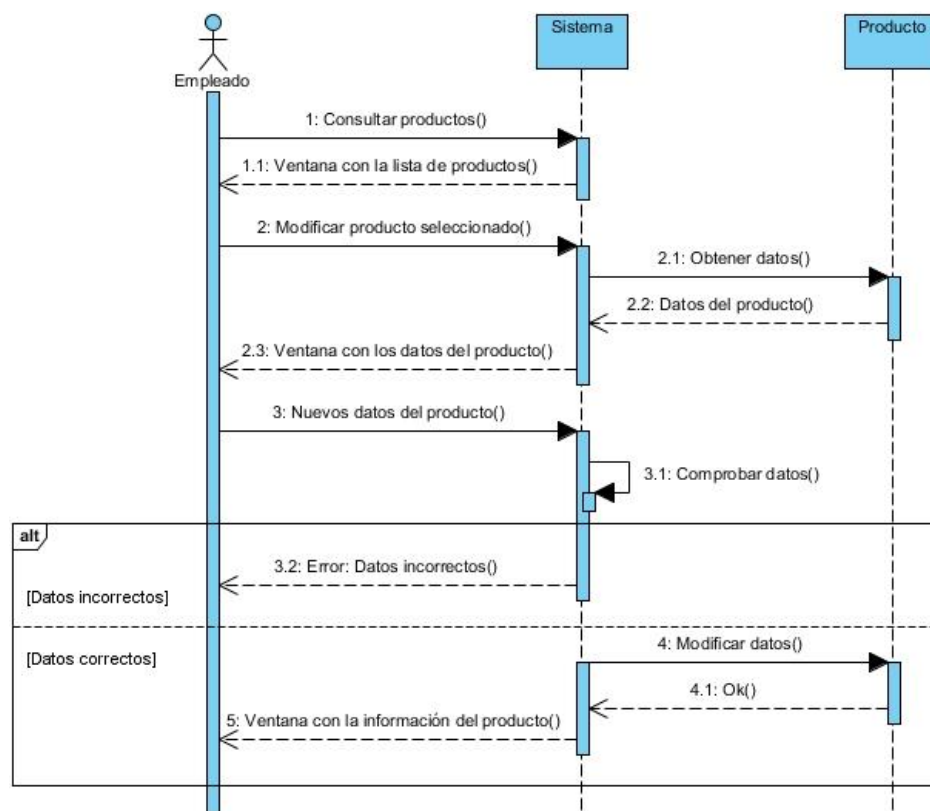 Sistema
Producto
Empleado
1: Consultar productos()
1.1: Ventana con la lista de productos()
2: Modificar producto seleccionado()
2.1: Obtener datos()
2.2: Datos del producto()
2.3: Ventana con los datos del producto()
3: Nuevos datos del producto()
3.1: Comprobar datos()
alt
3.2: Error: Datos incorrectos()
[Datos incorrectos]
4: Modificar datos()
[Datos correctos]
4.1: Ok()
5: Ventana con la información del producto()